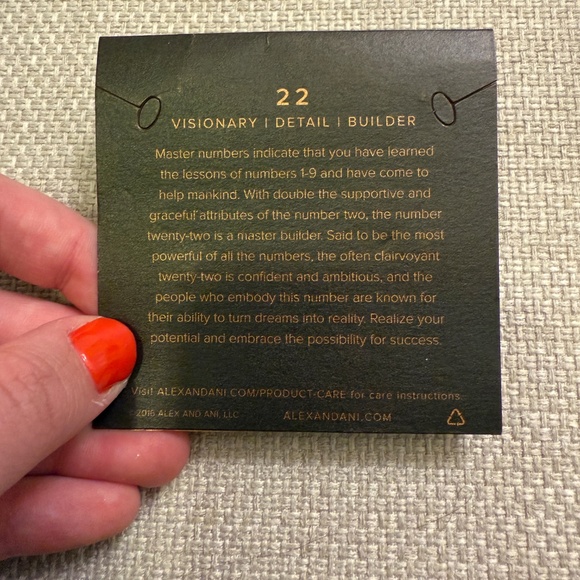 22
VISIONARY | DETAIL | BUILDER
Master numbers indicate that you have learned
the lessons of numbers 1-9 and have come to
help mankind. With double the supportive and
graceful attributes of the number two, the number
twenty-two is a master builder. Said to be the most
powerful of all the numbers, the often clairvoyant
twenty-two is confident and ambitious, and the
people who embody this number are known for
their ability to turn dreams into reality. Realize your
potential and embrace the possibility for success.
Visit ALEXANDANI.COM/PRODUCT-CARE for care instructions.
©2016 ALEX AND ANI, LLC ALEXANDANI.COM